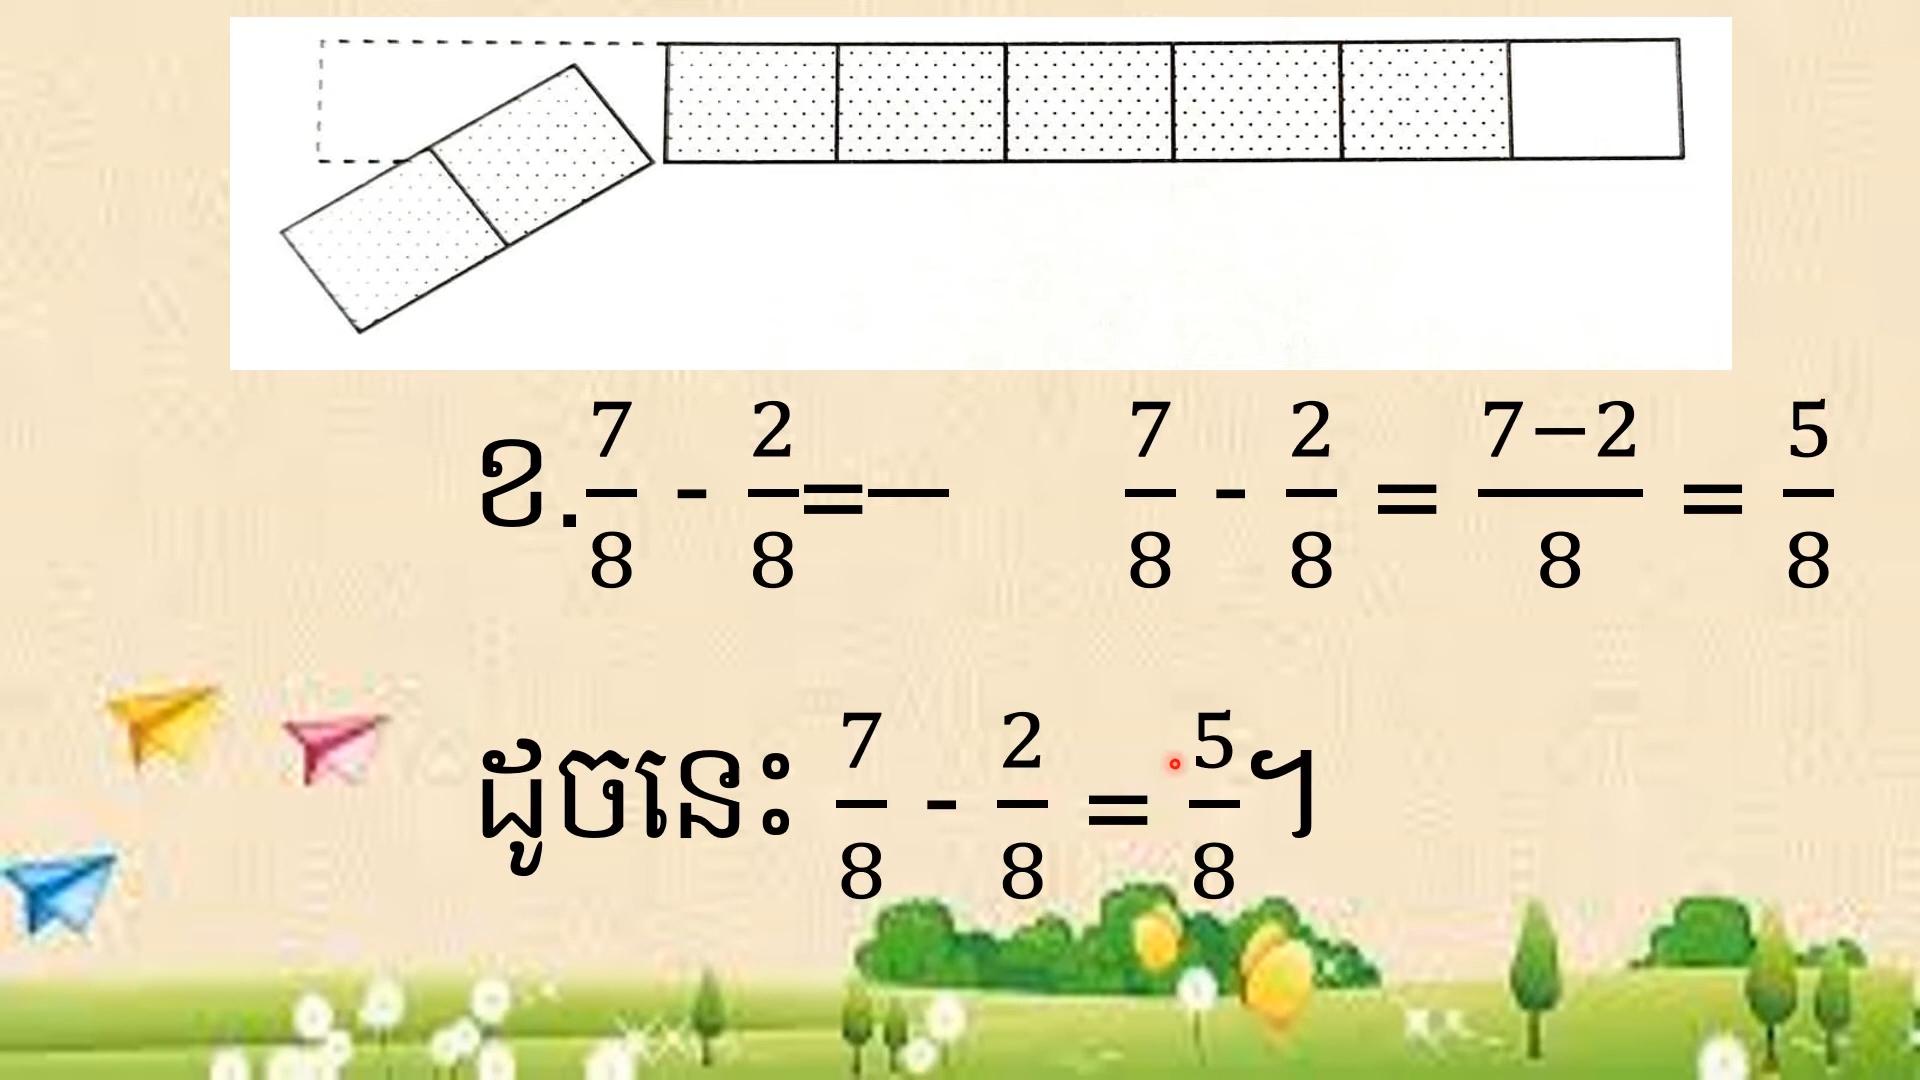 ខ.7/8 - 2/8=— 7/8 - 2/8 = 7−2/8 = 5/8
ដូចនេះ 7/8 - 2/8 = 5/8។